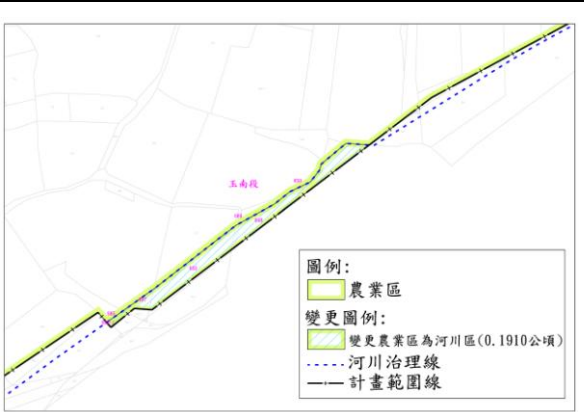 玉南段
圖例:
農業區
變更圖例:
變更農業區為河川區(0.1910公頃)
河川治理線
計畫範圍線